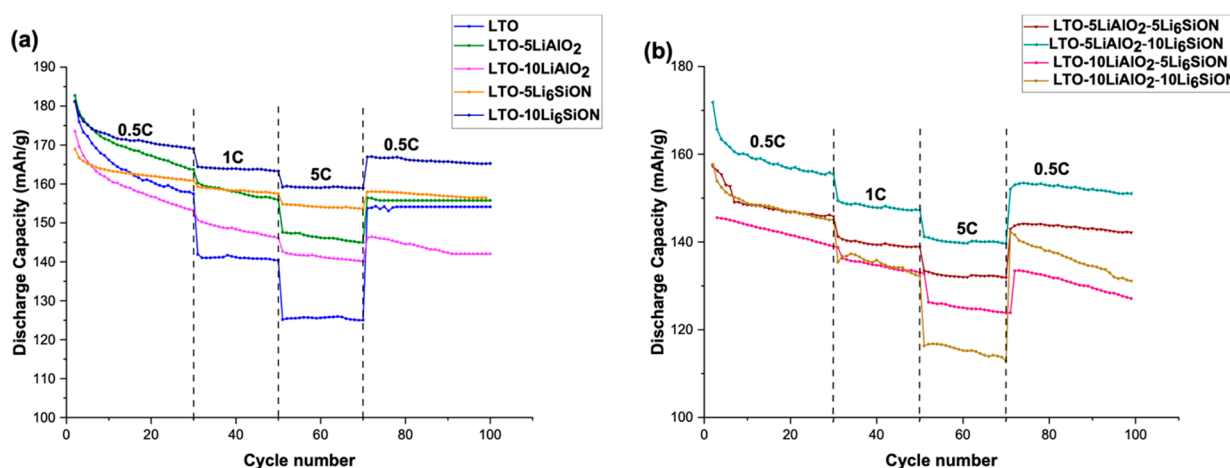 (a)
LTO
LTO-5LiAlO2
LTO-10LiAlO2
LTO-5Li6SiON
LTO-10Li6SiON
190
180
170
160
150
140
130
120
110
100
Discharge Capacity (mAh/g)
0.5C
1C
5C
0.5C
0
20
40
60
80
100
Cycle number
(b)
LTO-5LiAlO2-5Li6SiON
LTO-5LiAlO2-10Li6SiON
LTO-10LiAlO2-5Li6SiON
LTO-10LiAlO2-10Li6SiON
180
160
140
120
100
Discharge Capacity (mAh/g)
0.5C
1C
5C
0.5C
0
20
40
60
80
100
Cycle number